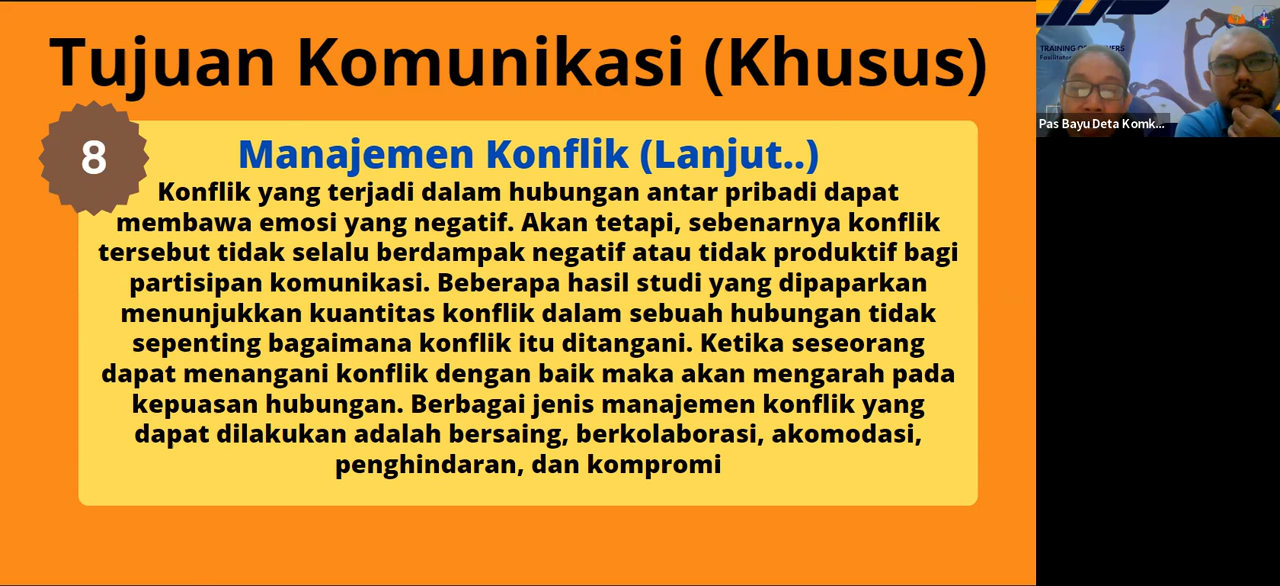 Tujuan Komunikasi (Khusus)
8
Manajemen Konflik (Lanjut..)
Konflik yang terjadi dalam hubungan antar pribadi dapat
membawa emosi yang negatif. Akan tetapi, sebenarnya konflik
tersebut tidak selalu berdampak negatif atau tidak produktif bagi
partisipan komunikasi. Beberapa hasil studi yang dipaparkan
menunjukkan kuantitas konflik dalam sebuah hubungan tidak
sepenting bagaimana konflik itu ditangani. Ketika seseorang
dapat menangani konflik dengan baik maka akan mengarah pada
kepuasan hubungan. Berbagai jenis manajemen konflik yang
dapat dilakukan adalah bersaing, berkolaborasi, akomodasi,
penghindaran, dan kompromi
TRAINING
Pas Bayu Deta Komk...